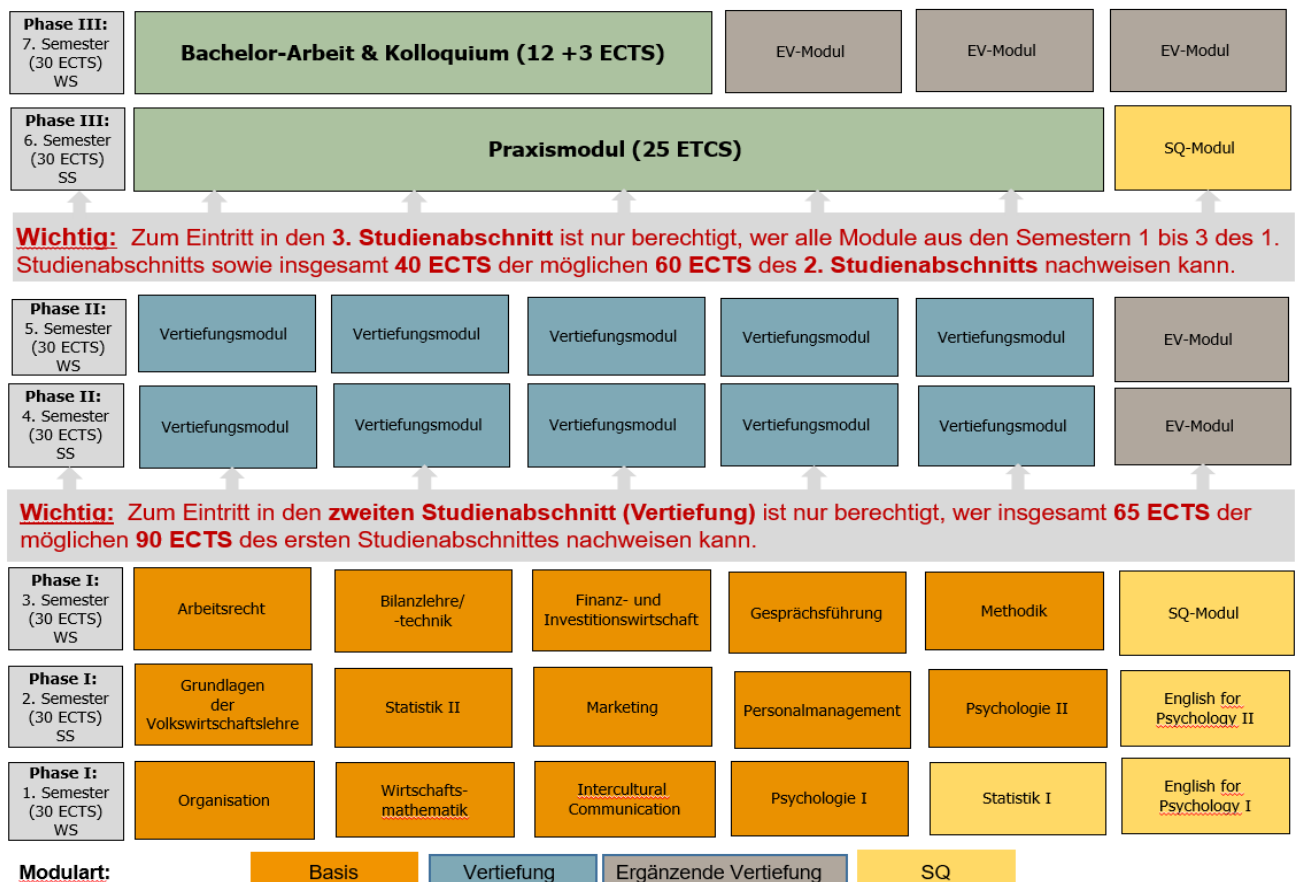 Phase III:
7. Semester
(30 ECTS)
WS
Bachelor-Arbeit & Kolloquium (12 +3 ECTS)
EV-Modul
EV-Modul
EV-Modul
Phase III:
6. Semester
(30 ECTS)
SS
Praxismodul (25 ETCS)
SQ-Modul
Wichtig: Zum Eintritt in den 3. Studienabschnitt ist nur berechtigt, wer alle Module aus den Semestern 1 bis 3 des 1.
Studienabschnitts sowie insgesamt 40 ECTS der möglichen 60 ECTS des 2. Studienabschnitts nachweisen kann.
Phase II:
5. Semester
(30 ECTS)
WS
Vertiefungsmodul
Vertiefungsmodul
Vertiefungsmodul
Vertiefungsmodul
Vertiefungsmodul
EV-Modul
Phase II:
4. Semester
(30 ECTS)
SS
Vertiefungsmodul
Vertiefungsmodul
Vertiefungsmodul
Vertiefungsmodul
Vertiefungsmodul
EV-Modul
Wichtig: Zum Eintritt in den zweiten Studienabschnitt (Vertiefung) ist nur berechtigt, wer insgesamt 65 ECTS der
möglichen 90 ECTS des ersten Studienabschnittes nachweisen kann.
Phase I:
3. Semester
(30 ECTS)
WS
Arbeitsrecht
Bilanzlehre/
-technik
Finanz- und
Investitionswirtschaft
Gesprächsführung
Methodik
SQ-Modul
Phase I:
2. Semester
(30 ECTS)
SS
Grundlagen
der
Volkswirtschaftslehre
Statistik II
Marketing
Personalmanagement
Psychologie II
English for
Psychology II
Phase I:
1. Semester
(30 ECTS)
WS
Organisation
Wirtschafts-
mathematik
Intercultural
Communication
Psychologie I
Statistik I
English for
Psychology I
Modulart:
Basis
Vertiefung
Ergänzende Vertiefung
SQ